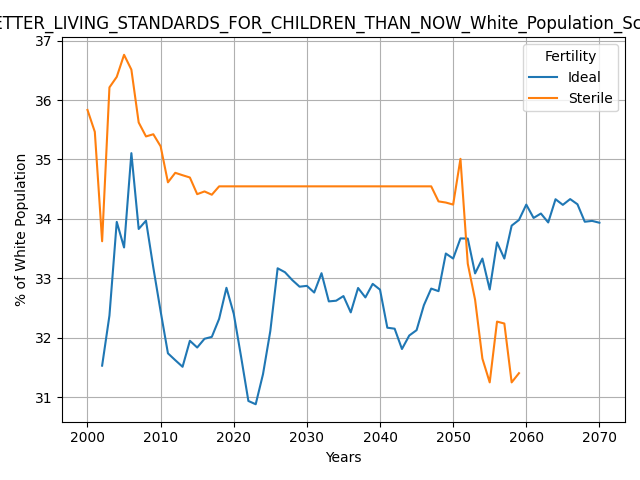 ETTER_LIVING_STANDARDS_FOR_CHILDREN_THAN_NOW_White_Population_Sc
Fertility
Ideal
Sterile
37
36
35
34
33
32
31
% of White Population
2000 2010 2020 2030 2040 2050 2060 2070
Years